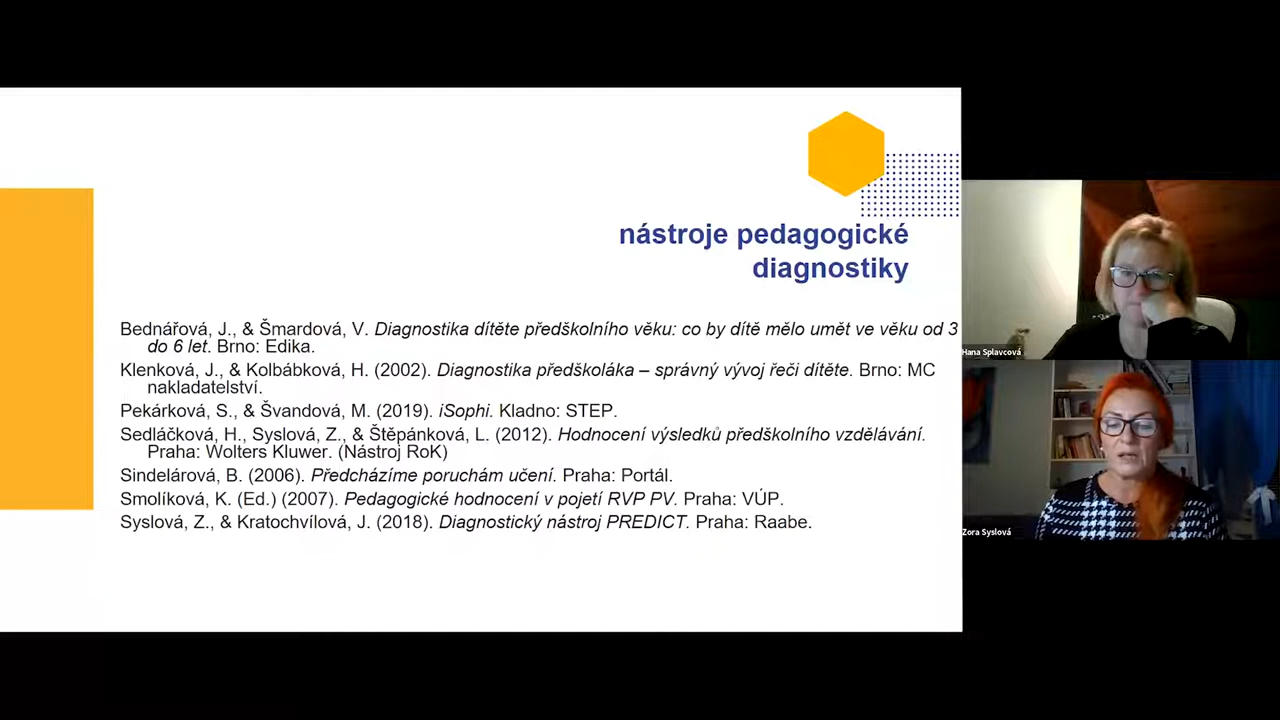 nástroje pedagogické
diagnostiky
Bednářová, J., & Šmardová, V. Diagnostika dítěte předškolního věku: co by dítě mělo umět ve věku od 3
do 6 let. Brno: Edika.
Klenková, J., & Kolbábková, H. (2002). Diagnostika předškoláka – správný vývoj řeči dítěte. Brno: MC
nakladatelství.
Pekárková, S., & Švandová, M. (2019). iSophi. Kladno: STEP.
Sedláčková, H., Syslová, Z., & Štěpánková, L. (2012). Hodnocení výsledků předškolního vzdělávání.
Praha: Wolters Kluwer. (Nástroj RoK)
Sindelárová, B. (2006). Předcházíme poruchám učení. Praha: Portál.
Smolíková, K. (Ed.) (2007). Pedagogické hodnocení v pojetí RVP PV. Praha: VÚP.
Syslová, Z., & Kratochvílová, J. (2018). Diagnostický nástroj PREDICT. Praha: Raabe.
Hana Splavcová
Zora Syslová